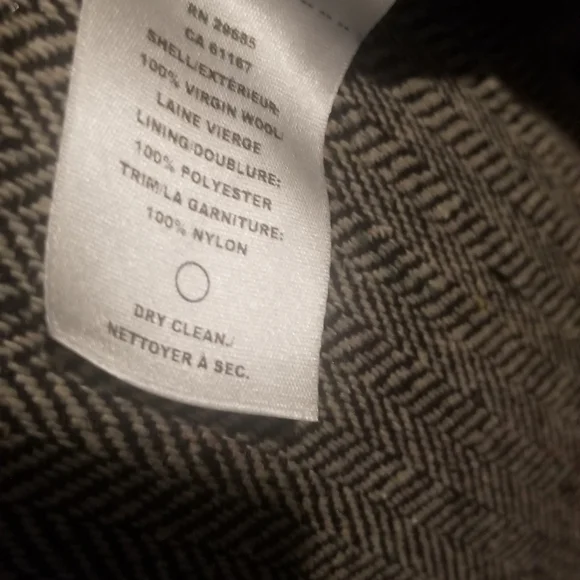 RN 29685
CA 61167
SHELL/EXTÉRIEUR:
100% VIRGIN WOOL
LAINE VIERGE
LINING/DOUBLURE:
100% POLYESTER
TRIM/LA GARNITURE:
100% NYLON
DRY CLEAN./
NETTOYER À SEC.